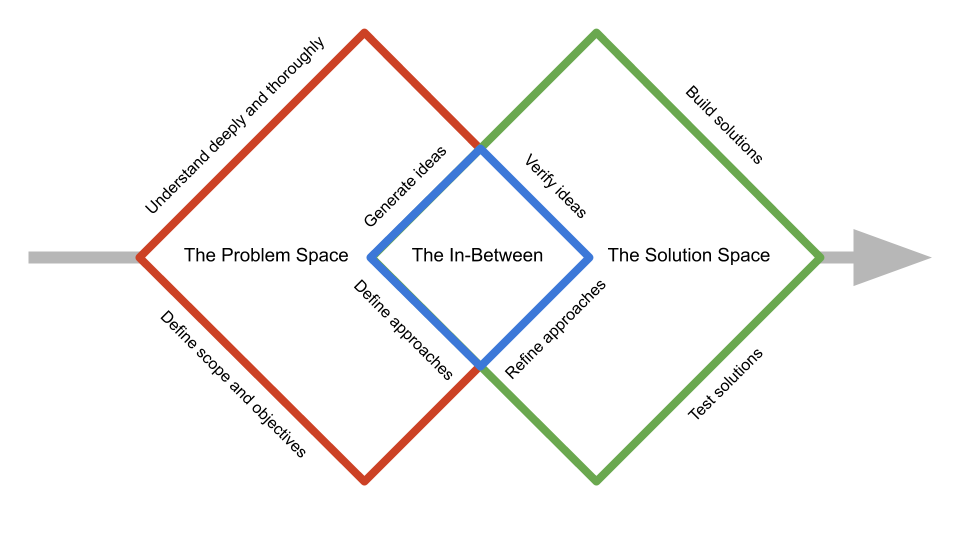 Understand deeply and thoroughly
Build solutions
Generate ideas
Verify ideas
The Problem Space
The In-Between
The Solution Space
Define approaches
Refine approaches
Define scope and objectives
Test solutions